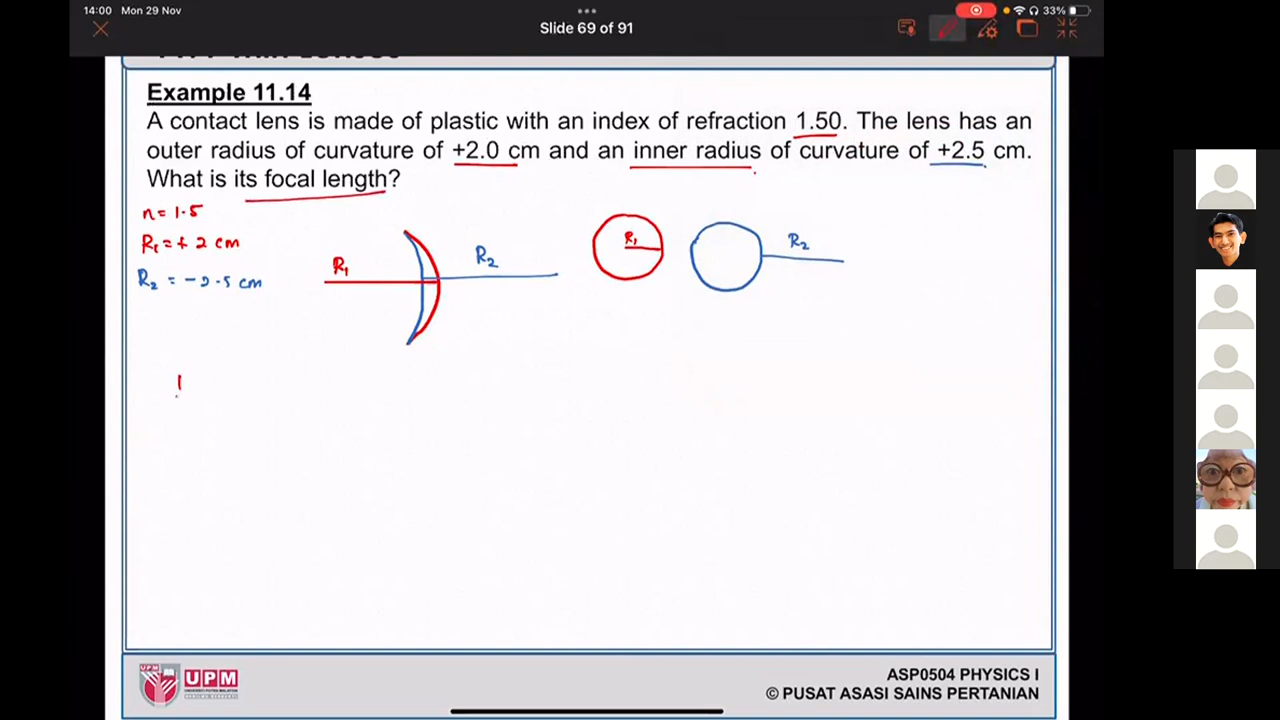 14:00 Mon 29 Nov
33%
Slide 69 of 91
Example 11.14
A contact lens is made of plastic with an index of refraction 1.50. The lens has an
outer radius of curvature of +2.0 cm and an inner radius of curvature of +2.5 cm.
What is its focal length?
n = 1.5
R₁ = + 2 cm
R₂ = - 2.5 cm
R₁
R₂
R₁
R₂
1
UPM
UPM
ASP0504 PHYSICS I
© PUSAT ASASI SAINS PERTANIAN